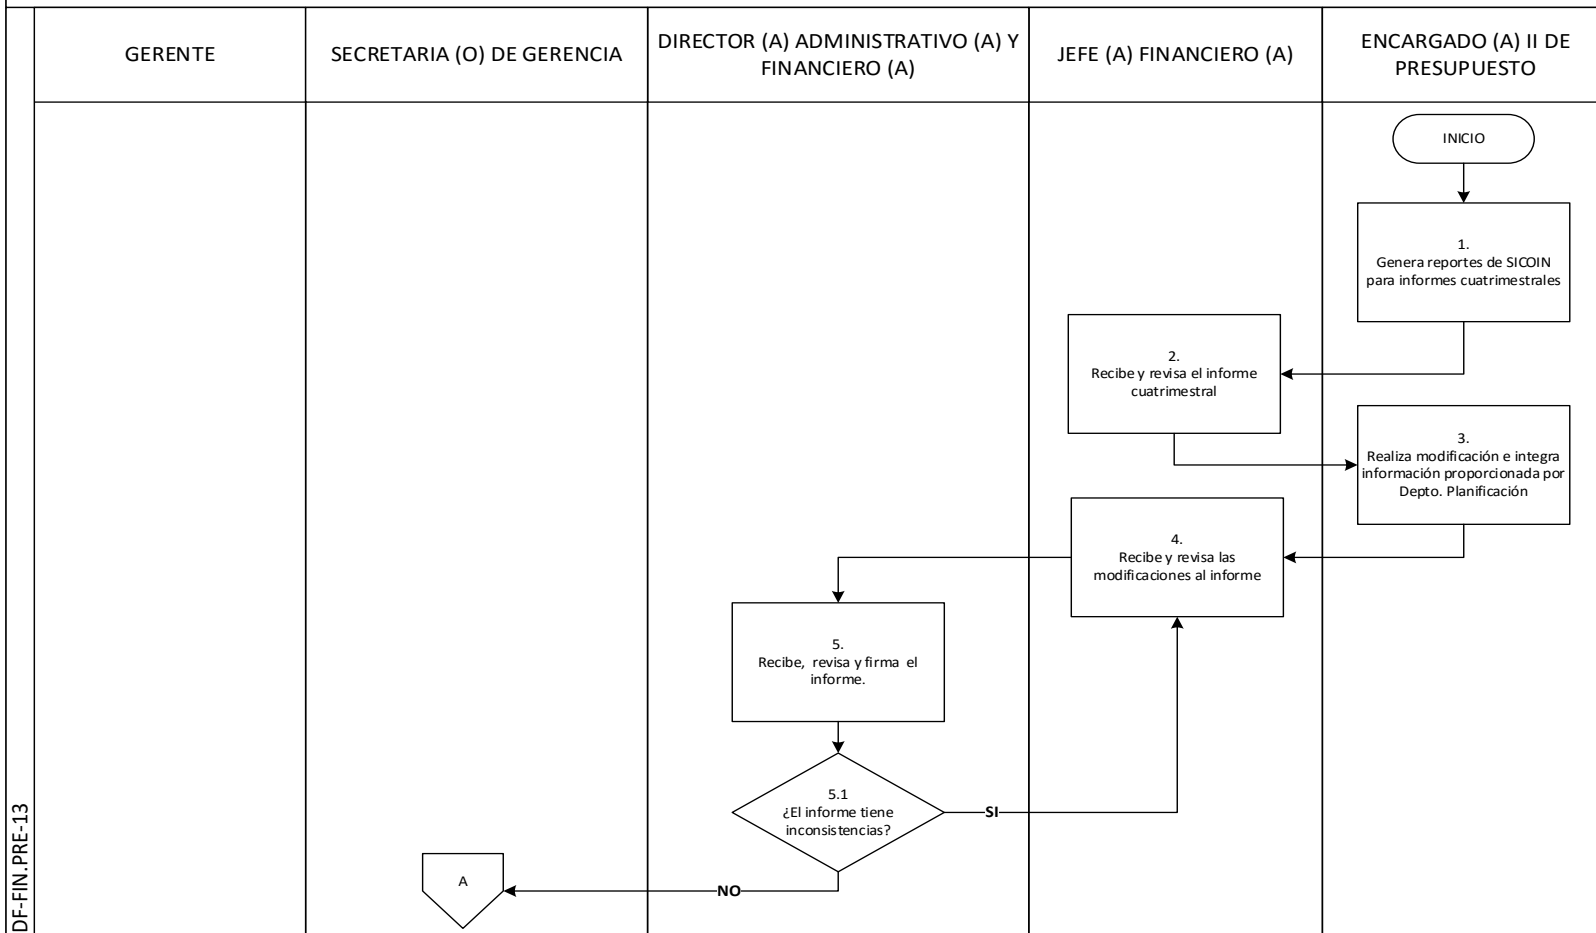 GERENTE
SECRETARIA (O) DE GERENCIA
DIRECTOR (A) ADMINISTRATIVO (A) Y
FINANCIERO (A)
JEFE (A) FINANCIERO (A)
ENCARGADO (A) II DE
PRESUPUESTO
INICIO
1.
Genera reportes de SICOIN
para informes cuatrimestrales
2.
Recibe y revisa el informe
cuatrimestral
3.
Realiza modificación e integra
información proporcionada por
Depto. Planificación
4.
Recibe y revisa las
modificaciones al informe
5.
Recibe, revisa y firma el
informe.
5.1
¿El informe tiene
inconsistencias?
SI
NO
A
DF-FIN.PRE-13